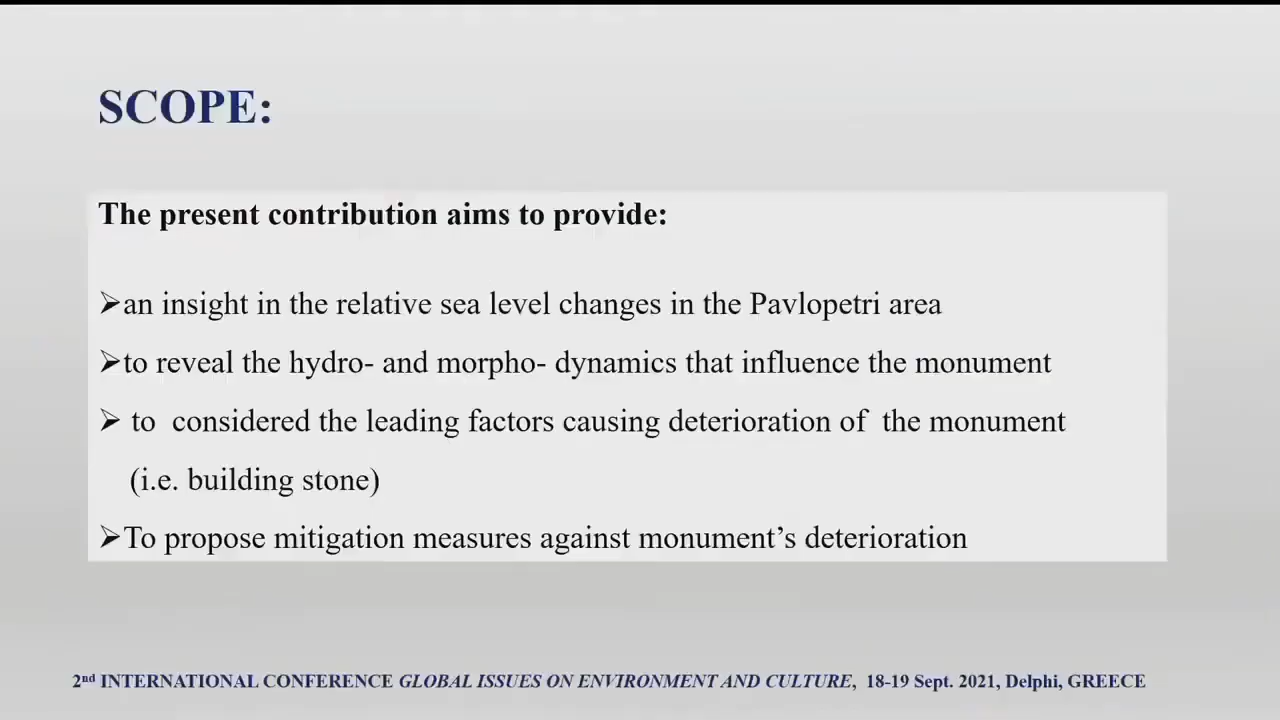 SCOPE:
The present contribution aims to provide:
➢an insight in the relative sea level changes in the Pavlopetri area
➢to reveal the hydro- and morpho- dynamics that influence the monument
➢ to considered the leading factors causing deterioration of the monument
(i.e. building stone)
➢To propose mitigation measures against monument’s deterioration
2nd INTERNATIONAL CONFERENCE GLOBAL ISSUES ON ENVIRONMENT AND CULTURE, 18-19 Sept. 2021, Delphi, GREECE